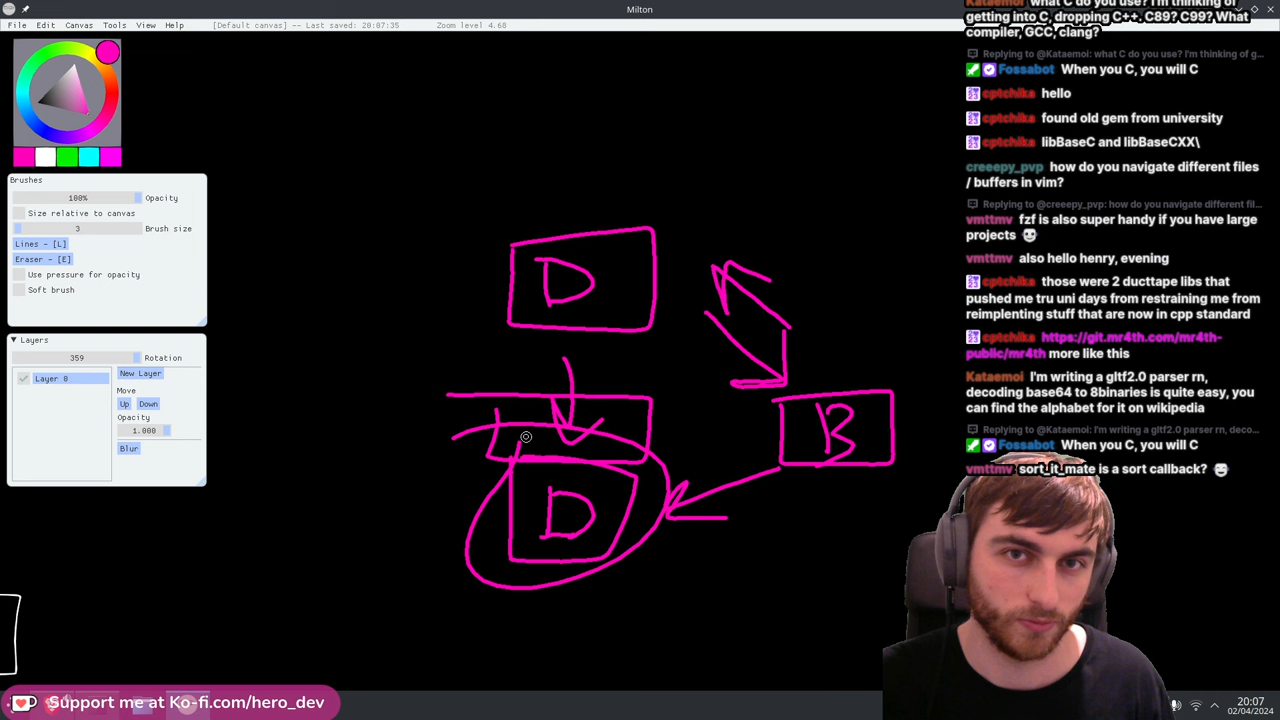 Milton
File Edit Canvas Tools View Help [Default canvas] - Last saved: 20:07:35 Zoom level 4.60
Brushes
100% Opacity
Size relative to canvas
3 Brush size
Lines - [L]
Eraser - [E]
Use pressure for opacity
Soft brush
Layers
359 Rotation
Layer 0
New Layer
Move
Up Down
Opacity
1.000
Blur
D
B
D
Kataemoi what C do you use? I'm thinking of
getting into C, dropping C++. C89? C99? What
compiler, GCC, clang?
Replying to @Kataemoi: what C do you use? I'm thinking of g...
Fossabot When you C, you will C
cptchika hello
cptchika found old gem from university
cptchika libBaseC and libBaseCXX\
creeepy_pvp how do you navigate different files
/ buffers in vim?
Replying to @creeepy_pvp: how do you navigate different fil...
vmttmv fzf is also super handy if you have large
projects
vmttmv also hello henry, evening
cptchika those were 2 ducttape libs that
pushed me tru uni days from restraining me from
reimplenting stuff that are now in cpp standard
cptchika https://git.mr4th.com/mr4th-
public/mr4th more like this
Kataemoi I'm writing a gltf2.0 parser rn,
decoding base64 to 8binaries is quite easy, you
can find the alphabet for it on wikipedia
Replying to @Kataemoi: I'm writing a gltf2.0 parser rn, deco...
Fossabot When you C, you will C
vmttmv sort_it_mate is a sort callback?
Support me at Ko-fi.com/hero_dev
20:07
02/04/2024